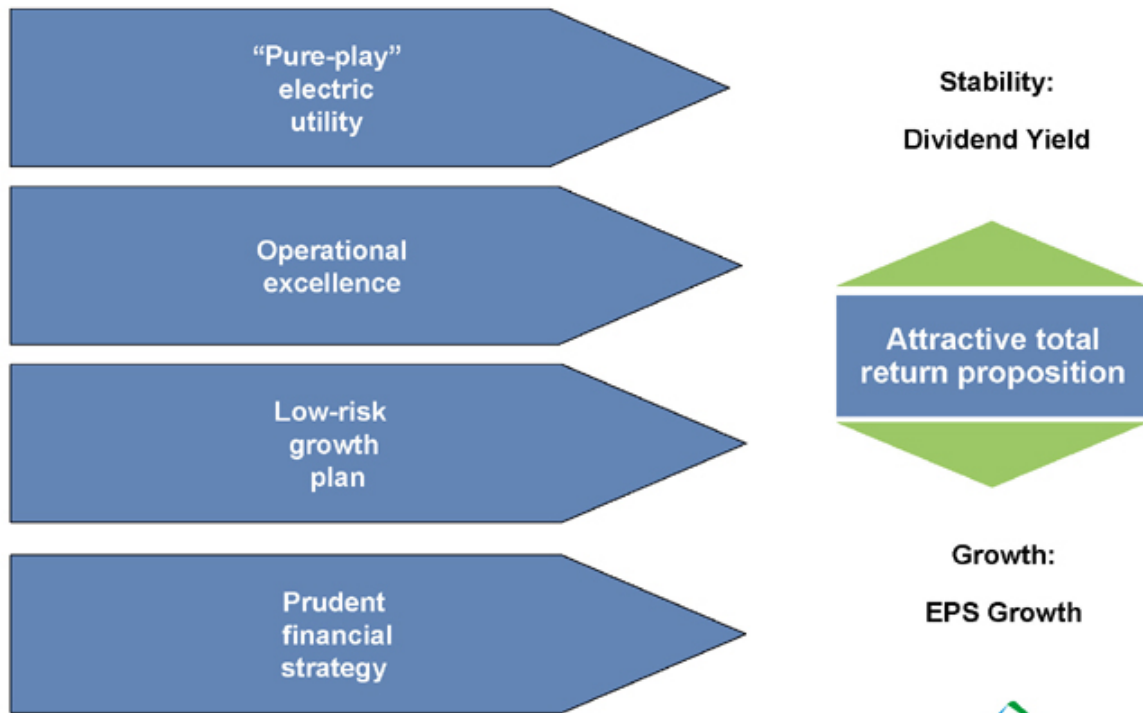 “Pure-play”
electric
utility
Operational
excellence
Low-risk
growth
plan
Prudent
financial
strategy
Stability:
Dividend Yield
Attractive total
return proposition
Growth:
EPS Growth